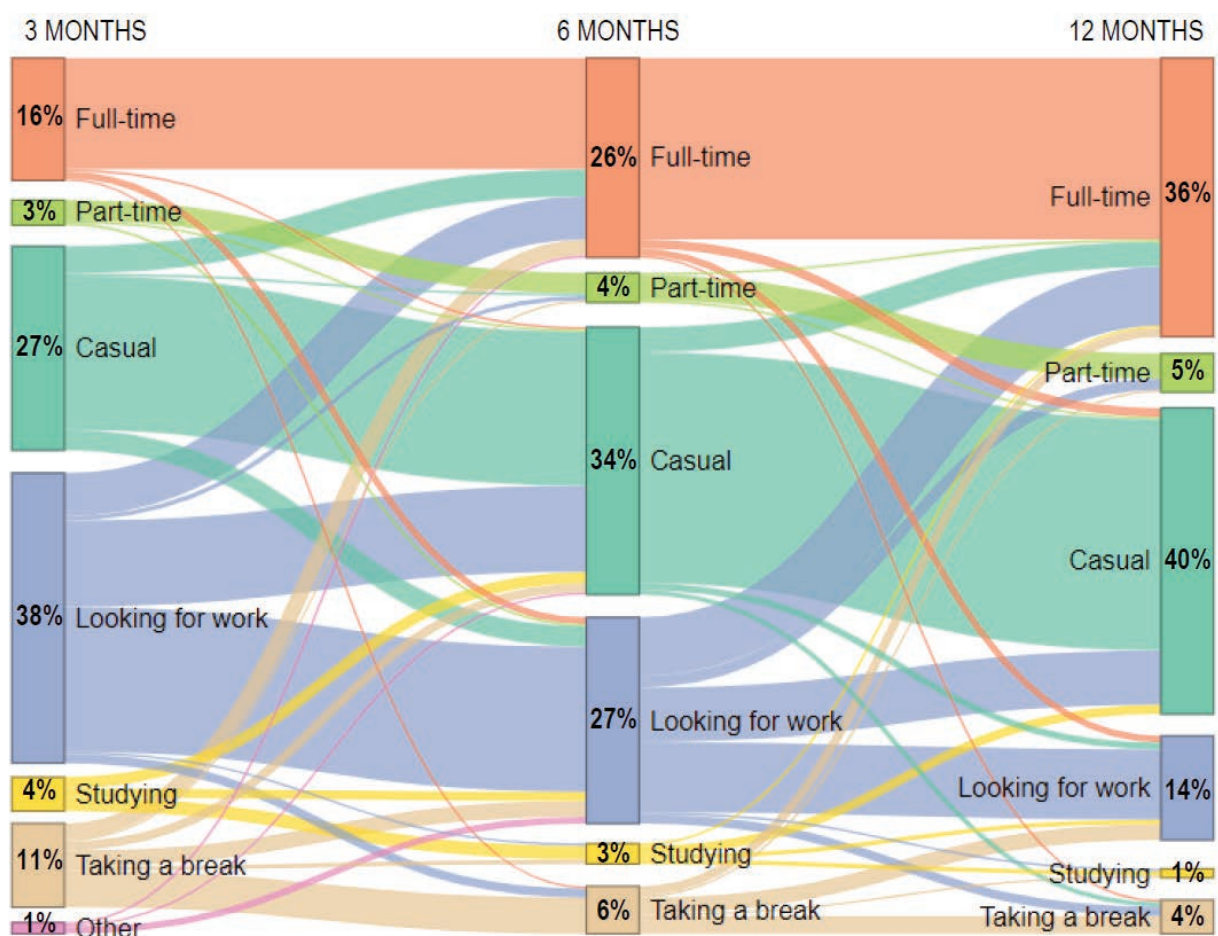 3 MONTHS
6 MONTHS
12 MONTHS
16% Full-time
3% Part-time
27% Casual
38% Looking for work
4% Studying
11% Taking a break
1% Other
26% Full-time
4% Part-time
34% Casual
27% Looking for work
3% Studying
6% Taking a break
Full-time 36%
Part-time 5%
Casual 40%
Looking for work 14%
Studying 1%
Taking a break 4%